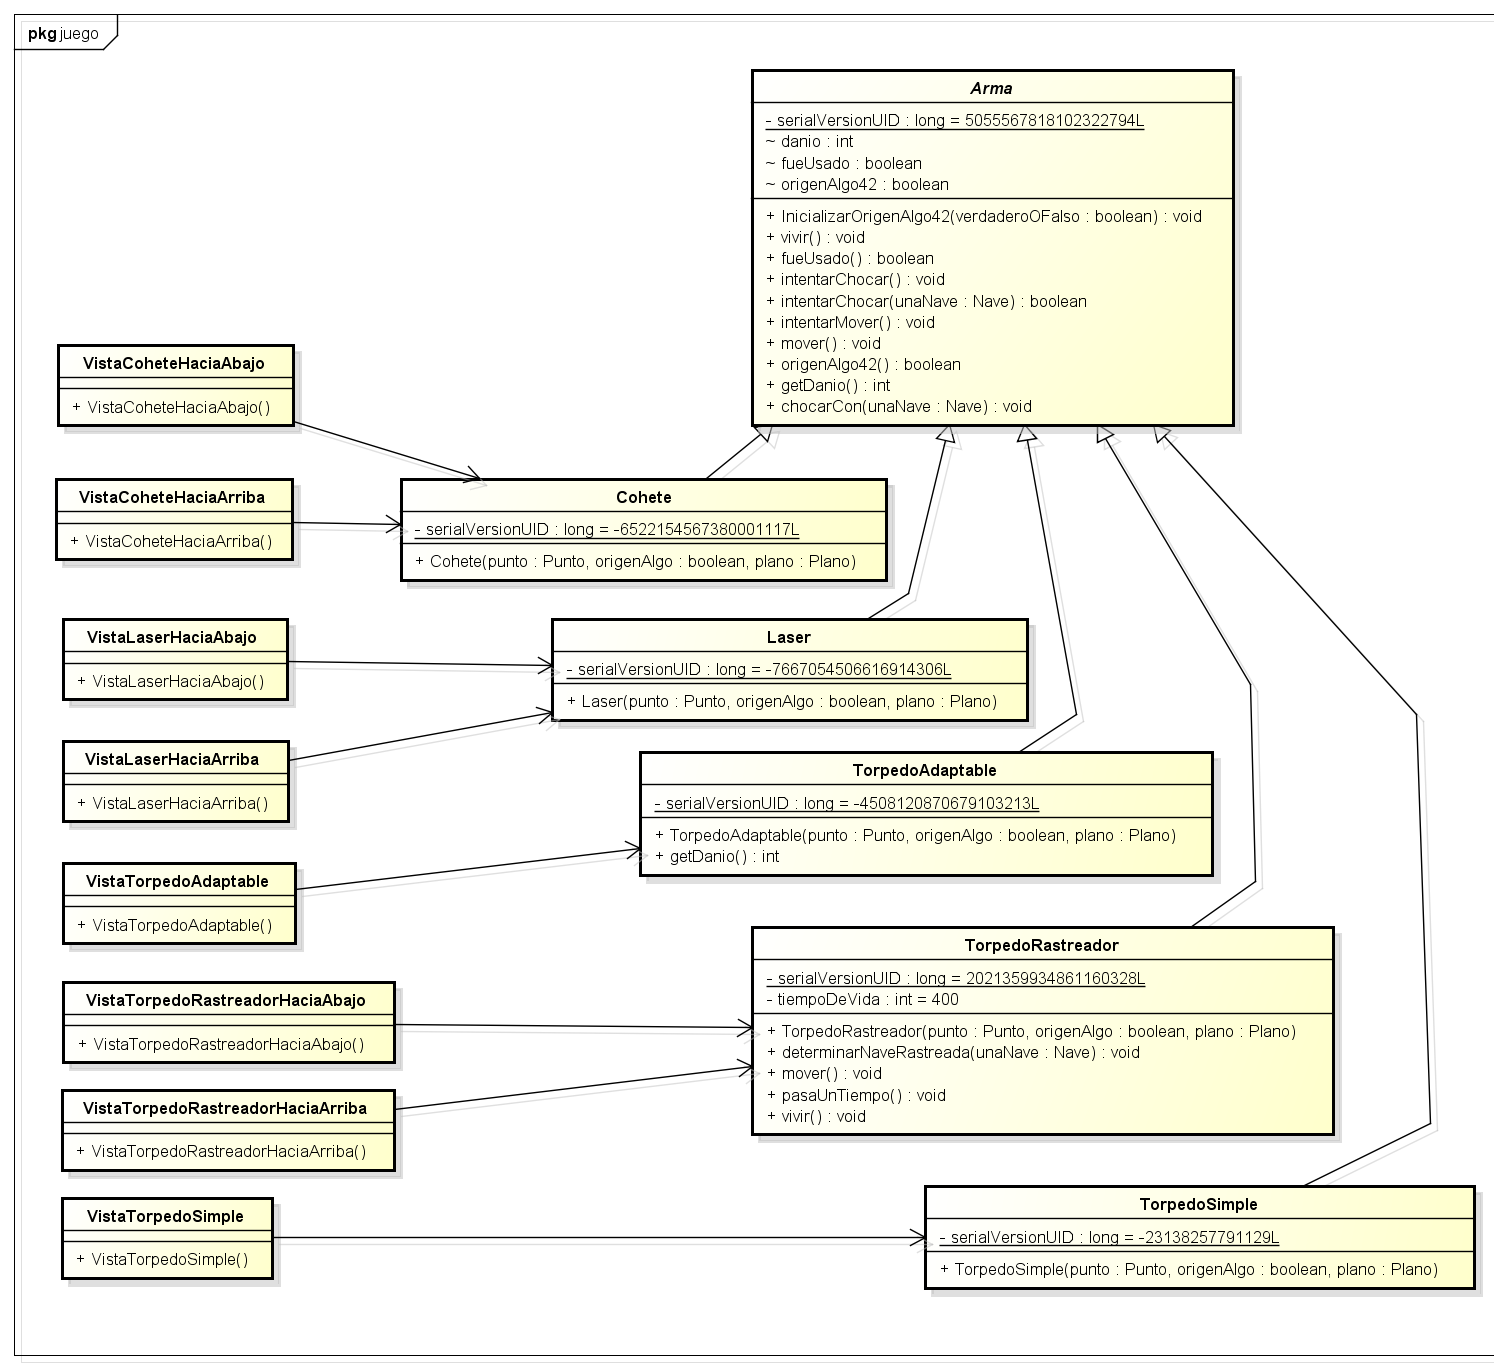 pkg juego
Arma
- serialVersionUID : long = 5055567818102322794L
~ danio : int
~ fueUsado : boolean
~ origenAlgo42 : boolean
+ InicializarOrigenAlgo42(verdaderoOFalso : boolean) : void
+ vivir() : void
+ fueUsado() : boolean
+ intentarChocar() : void
+ intentarChocar(unaNave : Nave) : boolean
+ intentarMover() : void
+ mover() : void
+ origenAlgo42() : boolean
+ getDanio() : int
+ chocarCon(unaNave : Nave) : void
VistaCoheteHaciaAbajo
+ VistaCoheteHaciaAbajo()
VistaCoheteHaciaArriba
+ VistaCoheteHaciaArriba()
Cohete
- serialVersionUID : long = -6522154567380001117L
+ Cohete(punto : Punto, origenAlgo : boolean, plano : Plano)
VistaLaserHaciaAbajo
+ VistaLaserHaciaAbajo()
Laser
- serialVersionUID : long = -7667054506616914306L
+ Laser(punto : Punto, origenAlgo : boolean, plano : Plano)
VistaLaserHaciaArriba
+ VistaLaserHaciaArriba()
TorpedoAdaptable
- serialVersionUID : long = -4508120870679103213L
+ TorpedoAdaptable(punto : Punto, origenAlgo : boolean, plano : Plano)
+ getDanio() : int
VistaTorpedoAdaptable
+ VistaTorpedoAdaptable()
TorpedoRastreador
- serialVersionUID : long = 2021359934861160328L
- tiempoDeVida : int = 400
+ TorpedoRastreador(punto : Punto, origenAlgo : boolean, plano : Plano)
+ determinarNaveRastreada(unaNave : Nave) : void
+ mover() : void
+ pasaUnTiempo() : void
+ vivir() : void
VistaTorpedoRastreadorHaciaAbajo
+ VistaTorpedoRastreadorHaciaAbajo()
VistaTorpedoRastreadorHaciaArriba
+ VistaTorpedoRastreadorHaciaArriba()
VistaTorpedoSimple
+ VistaTorpedoSimple()
TorpedoSimple
- serialVersionUID : long = -23138257791129L
+ TorpedoSimple(punto : Punto, origenAlgo : boolean, plano : Plano)